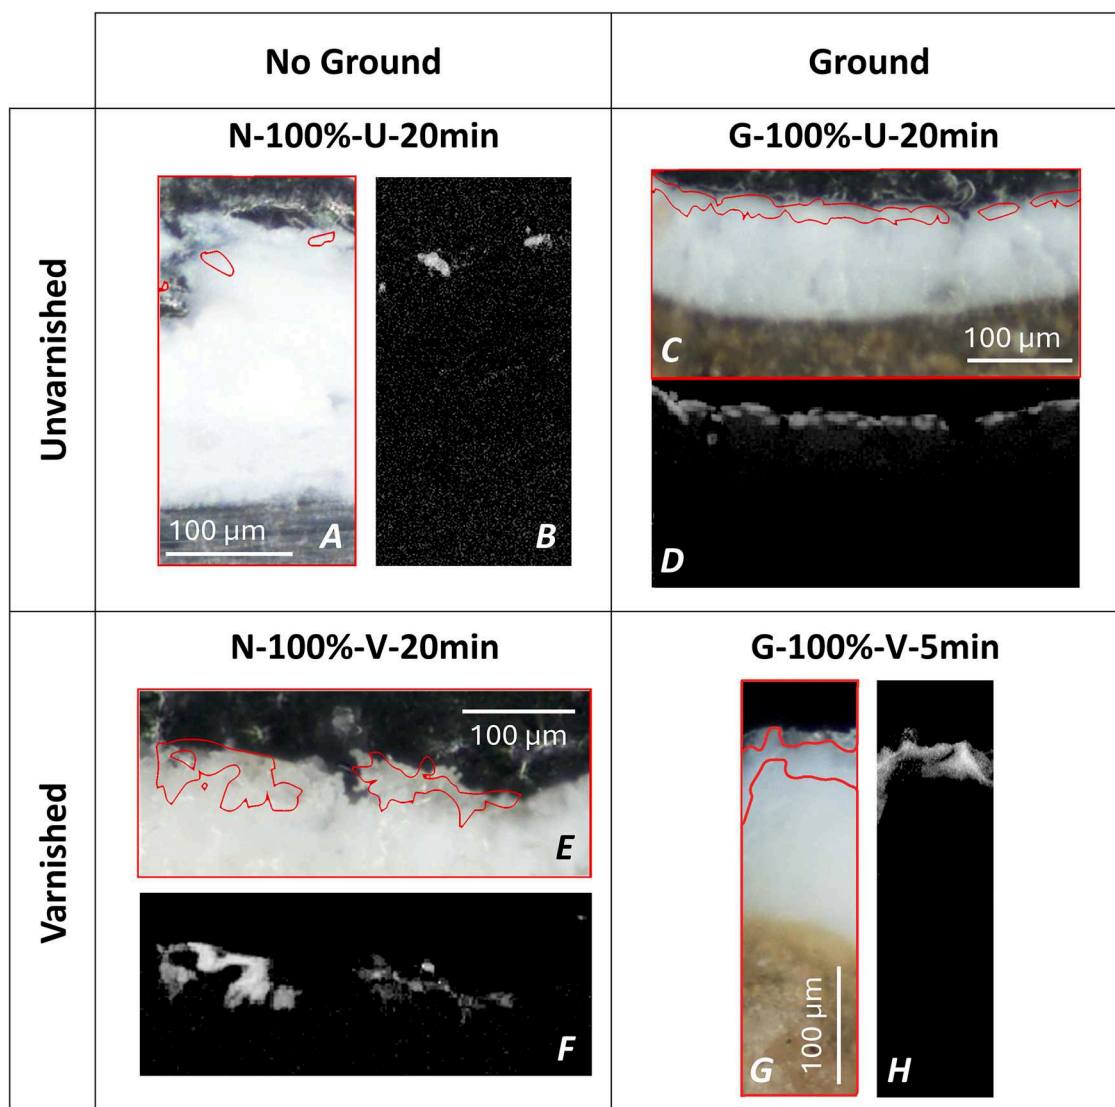 No Ground
Ground
Unvarnished
N-100%-U-20min
G-100%-U-20min
100 µm
A
B
C
100 µm
D
Varnished
N-100%-V-20min
G-100%-V-5min
100 µm
E
F
100 µm
G
H